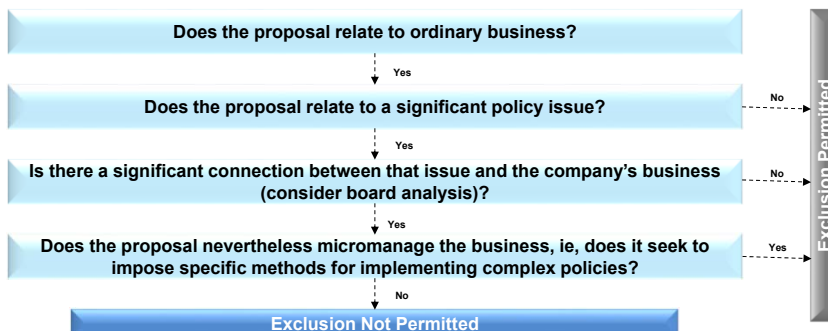 Does the proposal relate to ordinary business?
Yes
Does the proposal relate to a significant policy issue?
No
Yes
Is there a significant connection between that issue and the company's business
(consider board analysis)?
No
Yes
Does the proposal nevertheless micromanage the business, ie, does it seek to
impose specific methods for implementing complex policies?
Yes
No
Exclusion Not Permitted
Exclusion Permitted